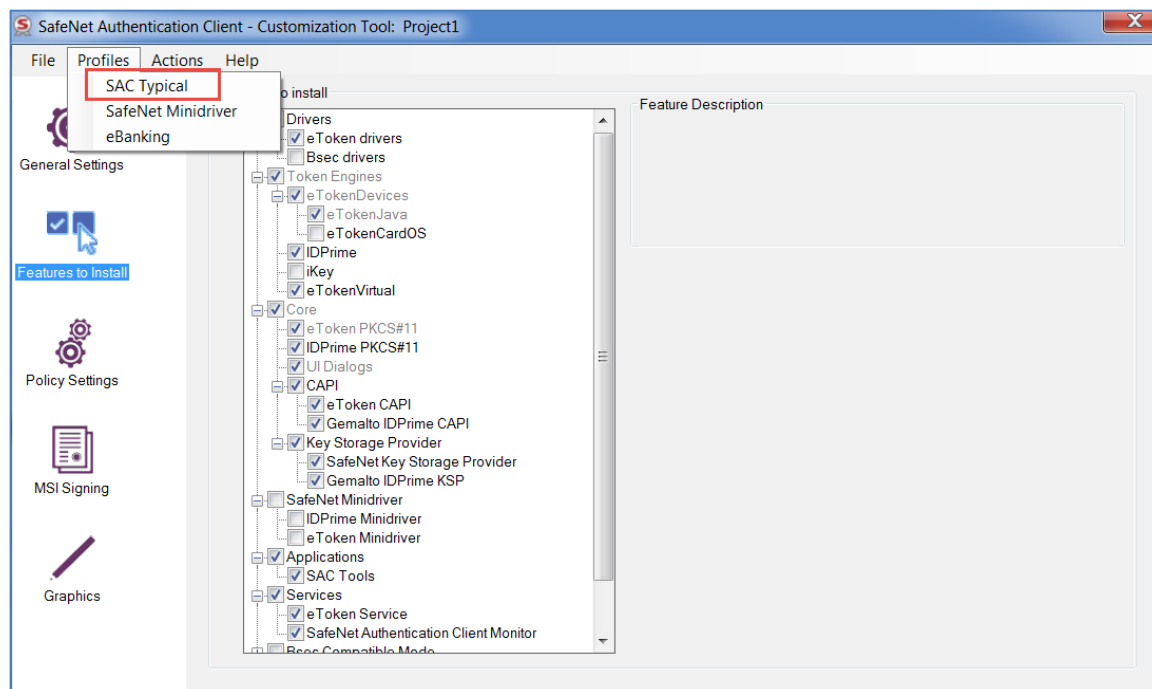 SafeNet Authentication Client - Customization Tool: Project1
File Profiles Actions Help
SAC Typical
SafeNet Minidriver
eBanking
General Settings
Features to Install
Policy Settings
MSI Signing
Graphics
o install
Drivers
eToken drivers
Bsec drivers
Token Engines
eTokenDevices
eTokenJava
eTokenCardOS
IDPrime
iKey
eTokenVirtual
Core
eToken PKCS#11
IDPrime PKCS#11
UI Dialogs
CAPI
eToken CAPI
Gemalto IDPrime CAPI
Key Storage Provider
SafeNet Key Storage Provider
Gemalto IDPrime KSP
SafeNet Minidriver
IDPrime Minidriver
eToken Minidriver
Applications
SAC Tools
Services
eToken Service
SafeNet Authentication Client Monitor
Bsec Compatible Mode
Feature Description